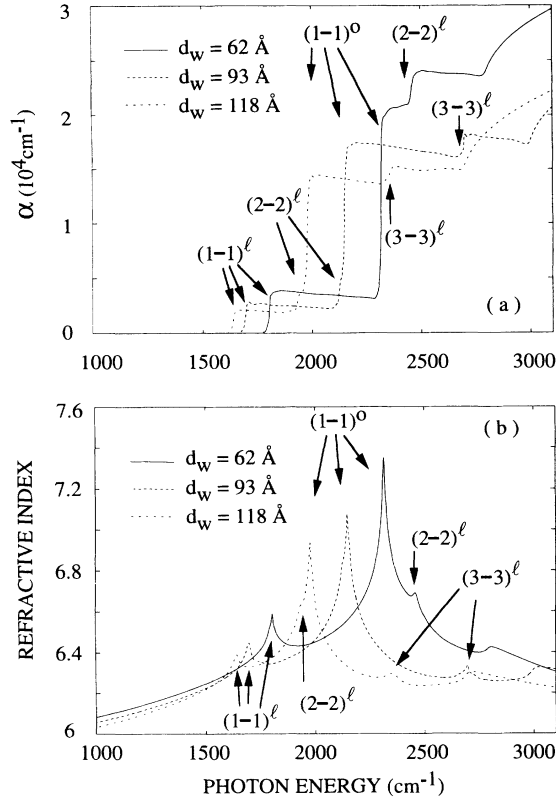 3
2
1
0
α (10⁴cm⁻¹)
d_w = 62 Å
d_w = 93 Å
d_w = 118 Å
(1−1)^o
(2−2)^ℓ
(3−3)^ℓ
(2−2)^ℓ
(1−1)^ℓ
(3−3)^ℓ
( a )
1000 1500 2000 2500 3000
7.6
7.2
6.8
6.4
6
REFRACTIVE INDEX
(1−1)^o
( b )
d_w = 62 Å
d_w = 93 Å
d_w = 118 Å
(2−2)^ℓ
(3−3)^ℓ
(1−1)^ℓ
(2−2)^ℓ
1000 1500 2000 2500 3000
PHOTON ENERGY (cm⁻¹)